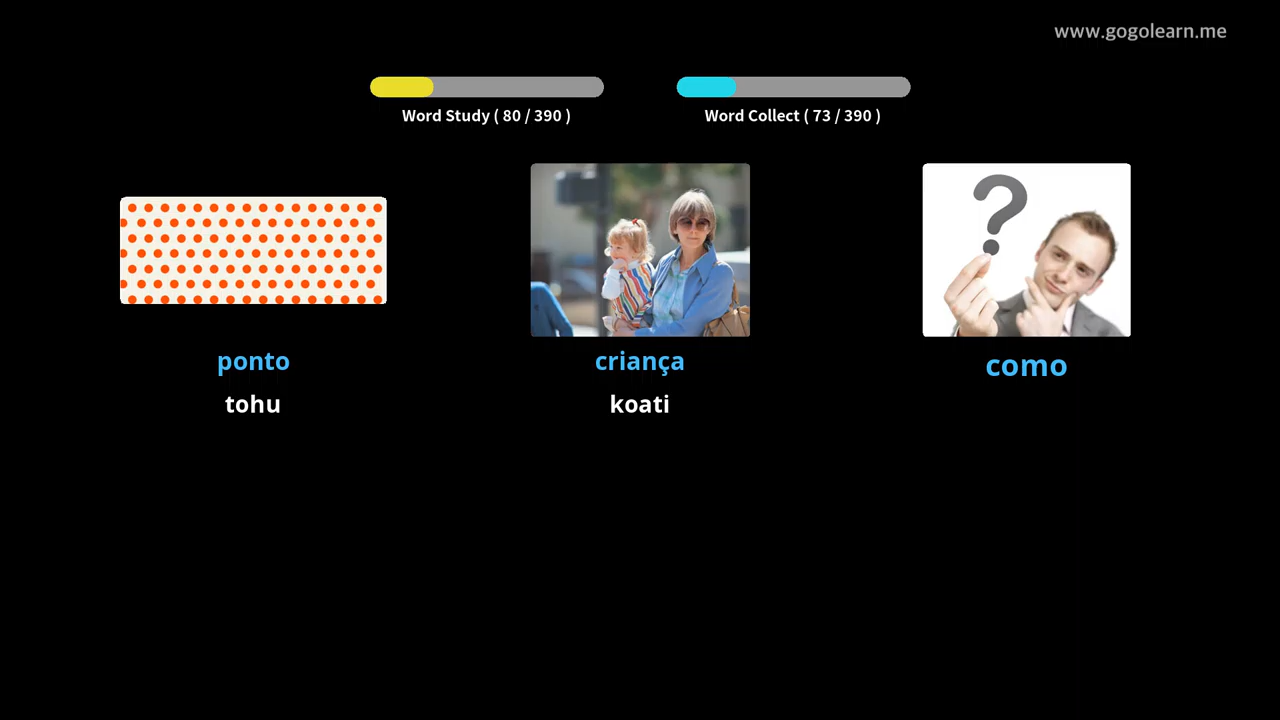 www.gogolearn.me
Word Study ( 80 / 390 )
Word Collect ( 73 / 390 )
ponto
criança
como
tohu
koati